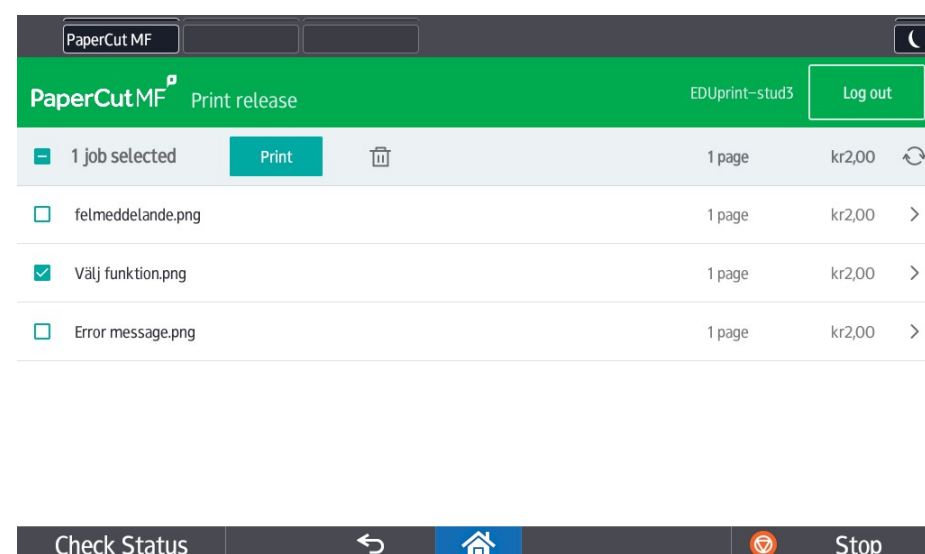 PaperCut MF
PaperCutMF Print release EDUprint-stud3 Log out
1 job selected Print 1 page kr2,00
felmeddelande.png 1 page kr2,00
Välj funktion.png 1 page kr2,00
Error message.png 1 page kr2,00
Check Status Stop